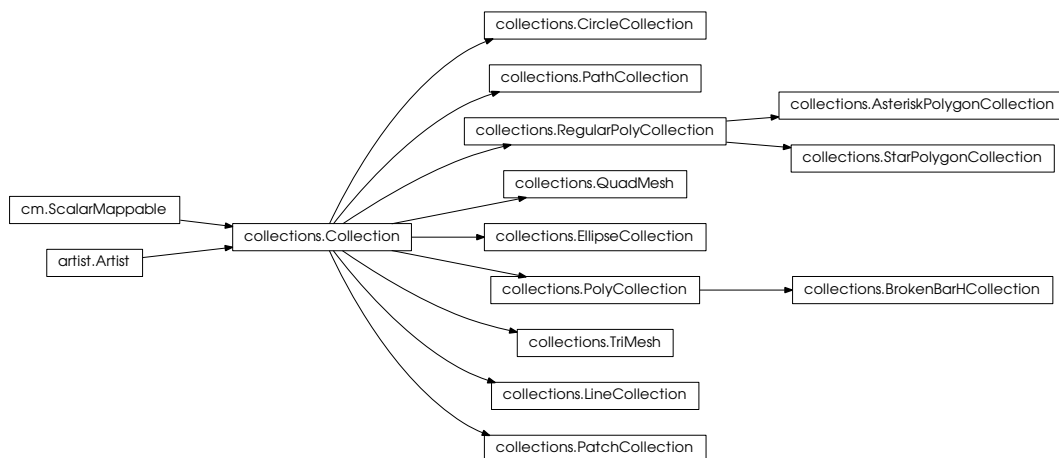 collections.CircleCollection
collections.PathCollection
collections.AsteriskPolygonCollection
collections.RegularPolyCollection
collections.StarPolygonCollection
collections.QuadMesh
cm.ScalarMappable
collections.Collection
collections.EllipseCollection
artist.Artist
collections.PolyCollection
collections.BrokenBarHCollection
collections.TriMesh
collections.LineCollection
collections.PatchCollection